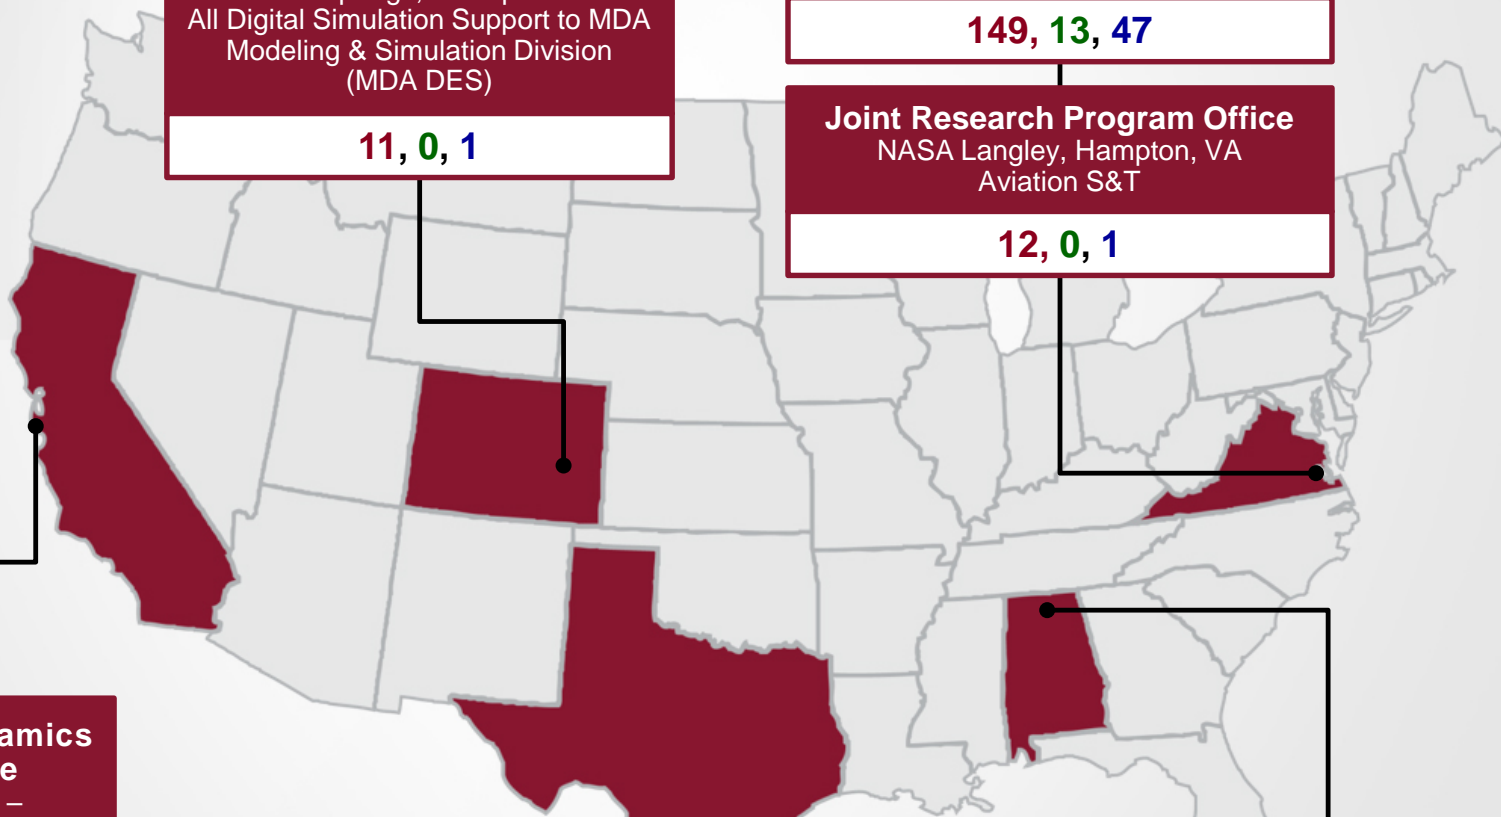 All Digital Simulation Support to MDA
Modeling & Simulation Division
(MDA DES)
11, 0, 1
149, 13, 47
Joint Research Program Office
NASA Langley, Hampton, VA
Aviation S&T
12, 0, 1
amics
e
–